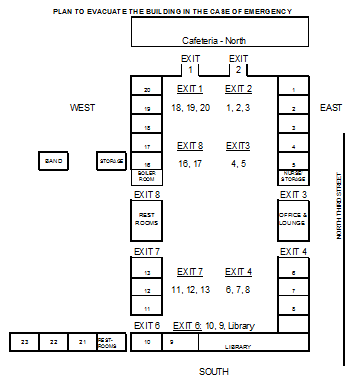 PLAN TO EVACUATE THE BUILDING IN THE CASE OF EMERGENCY
Cafeteria - North
EXIT 1
EXIT 2
WEST
EAST
20
19
18
17
16
BOILER ROOM
EXIT 1
18, 19, 20
EXIT 2
1, 2, 3
EXIT 8
16, 17
EXIT3
4, 5
1
2
3
4
5
NURSE STORAGE
BAND
STORAGE
NORTH THIRD STREET
EXIT 8
EXIT 3
REST ROOMS
OFFICE & LOUNGE
EXIT 7
EXIT 4
13
12
11
EXIT 7
11, 12, 13
EXIT 4
6, 7, 8
6
7
8
EXIT 6
EXIT 6: 10, 9, Library
23
22
21
REST-ROOMS
10
9
LIBRARY
SOUTH